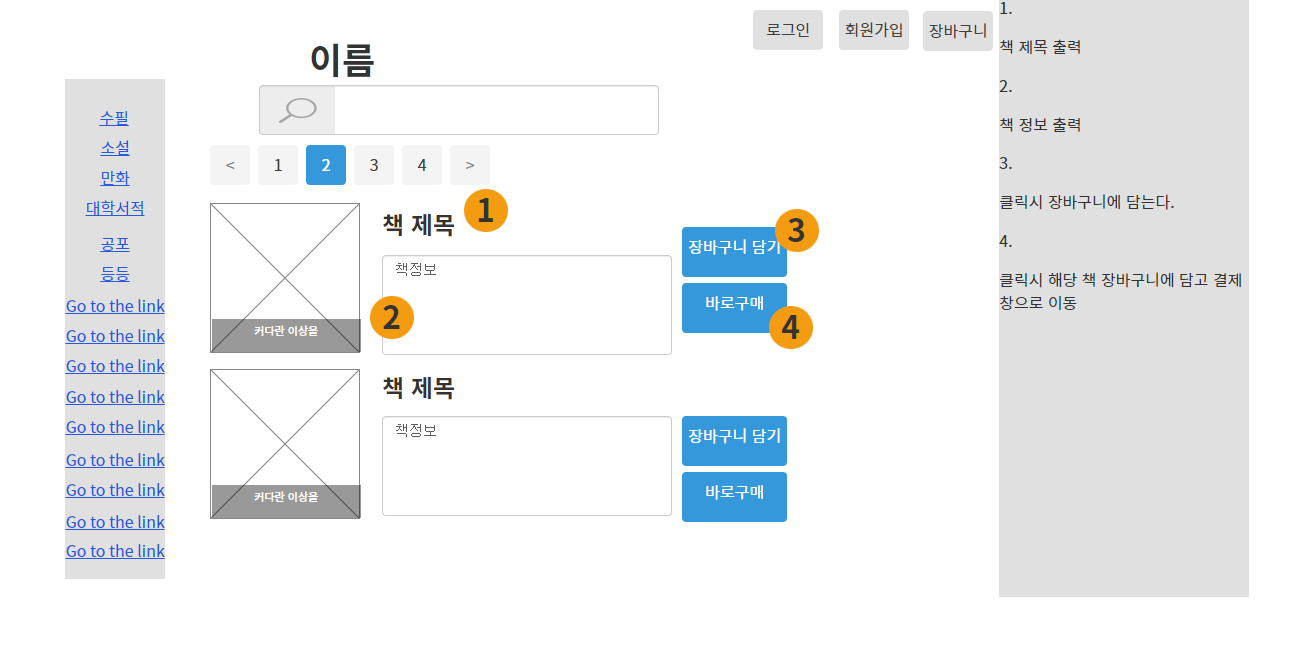 로그인
회원가입
장바구니
이름
수필
소설
만화
대학서적
공포
등등
Go to the link
Go to the link
Go to the link
Go to the link
Go to the link
Go to the link
Go to the link
Go to the link
Go to the link
<
1
2
3
4
>
커다란 이상을
책 제목
1
책정보
2
장바구니 담기
3
바로구매
4
커다란 이상을
책 제목
책정보
장바구니 담기
바로구매
1.
책 제목 출력
2.
책 정보 출력
3.
클릭시 장바구니에 담는다.
4.
클릭시 해당 책 장바구니에 담고 결제
창으로 이동